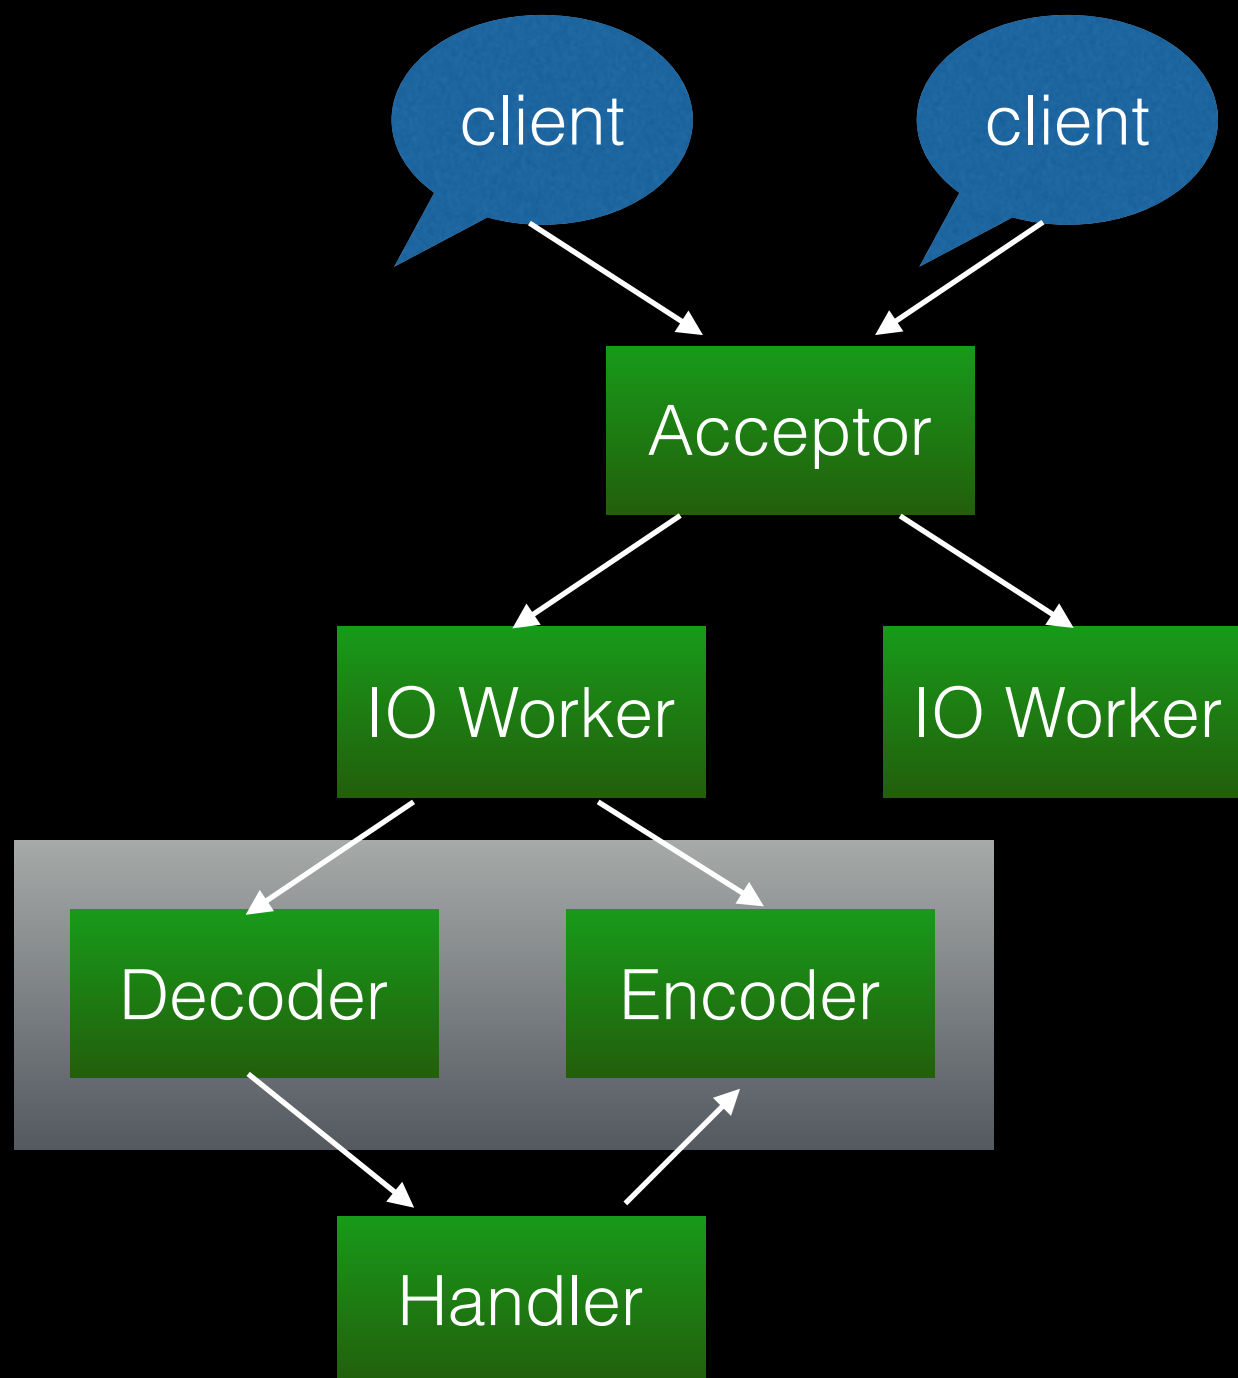 client
client
Acceptor
IO Worker
IO Worker
Decoder
Encoder
Handler